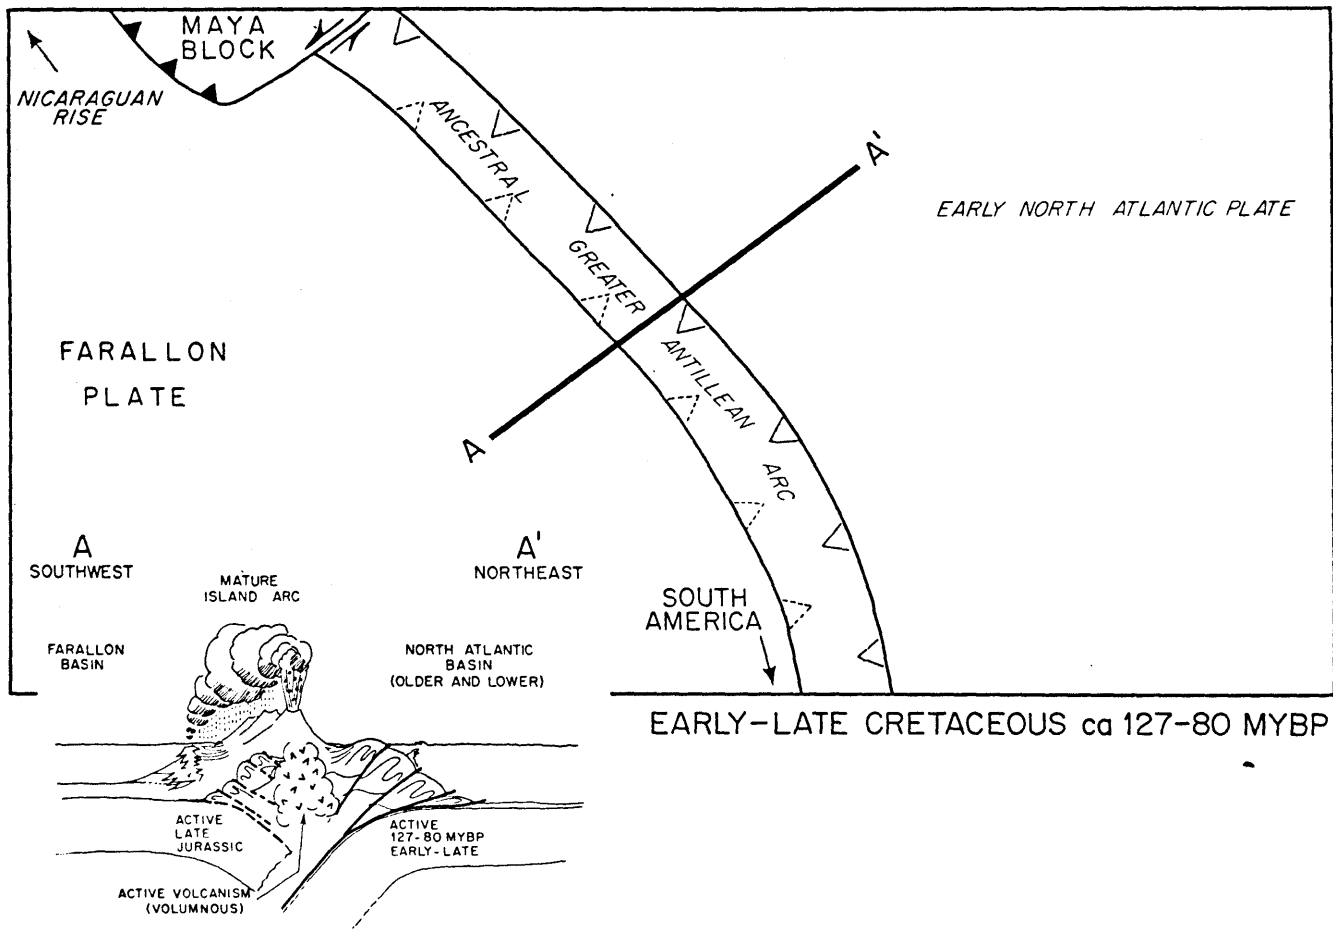 MAYA
BLOCK
NICARAGUAN
RISE
ANCESTRAL
GREATER
ANTILLEAN
ARC
A'
EARLY NORTH ATLANTIC PLATE
FARALLON
PLATE
A
A
SOUTHWEST
A'
NORTHEAST
MATURE
ISLAND ARC
SOUTH
AMERICA
FARALLON
BASIN
NORTH ATLANTIC
BASIN
(OLDER AND LOWER)
EARLY-LATE CRETACEOUS ca 127-80 MYBP
ACTIVE
LATE
JURASSIC
ACTIVE
127-80 MYBP
EARLY-LATE
ACTIVE VOLCANISM
(VOLUMNOUS)